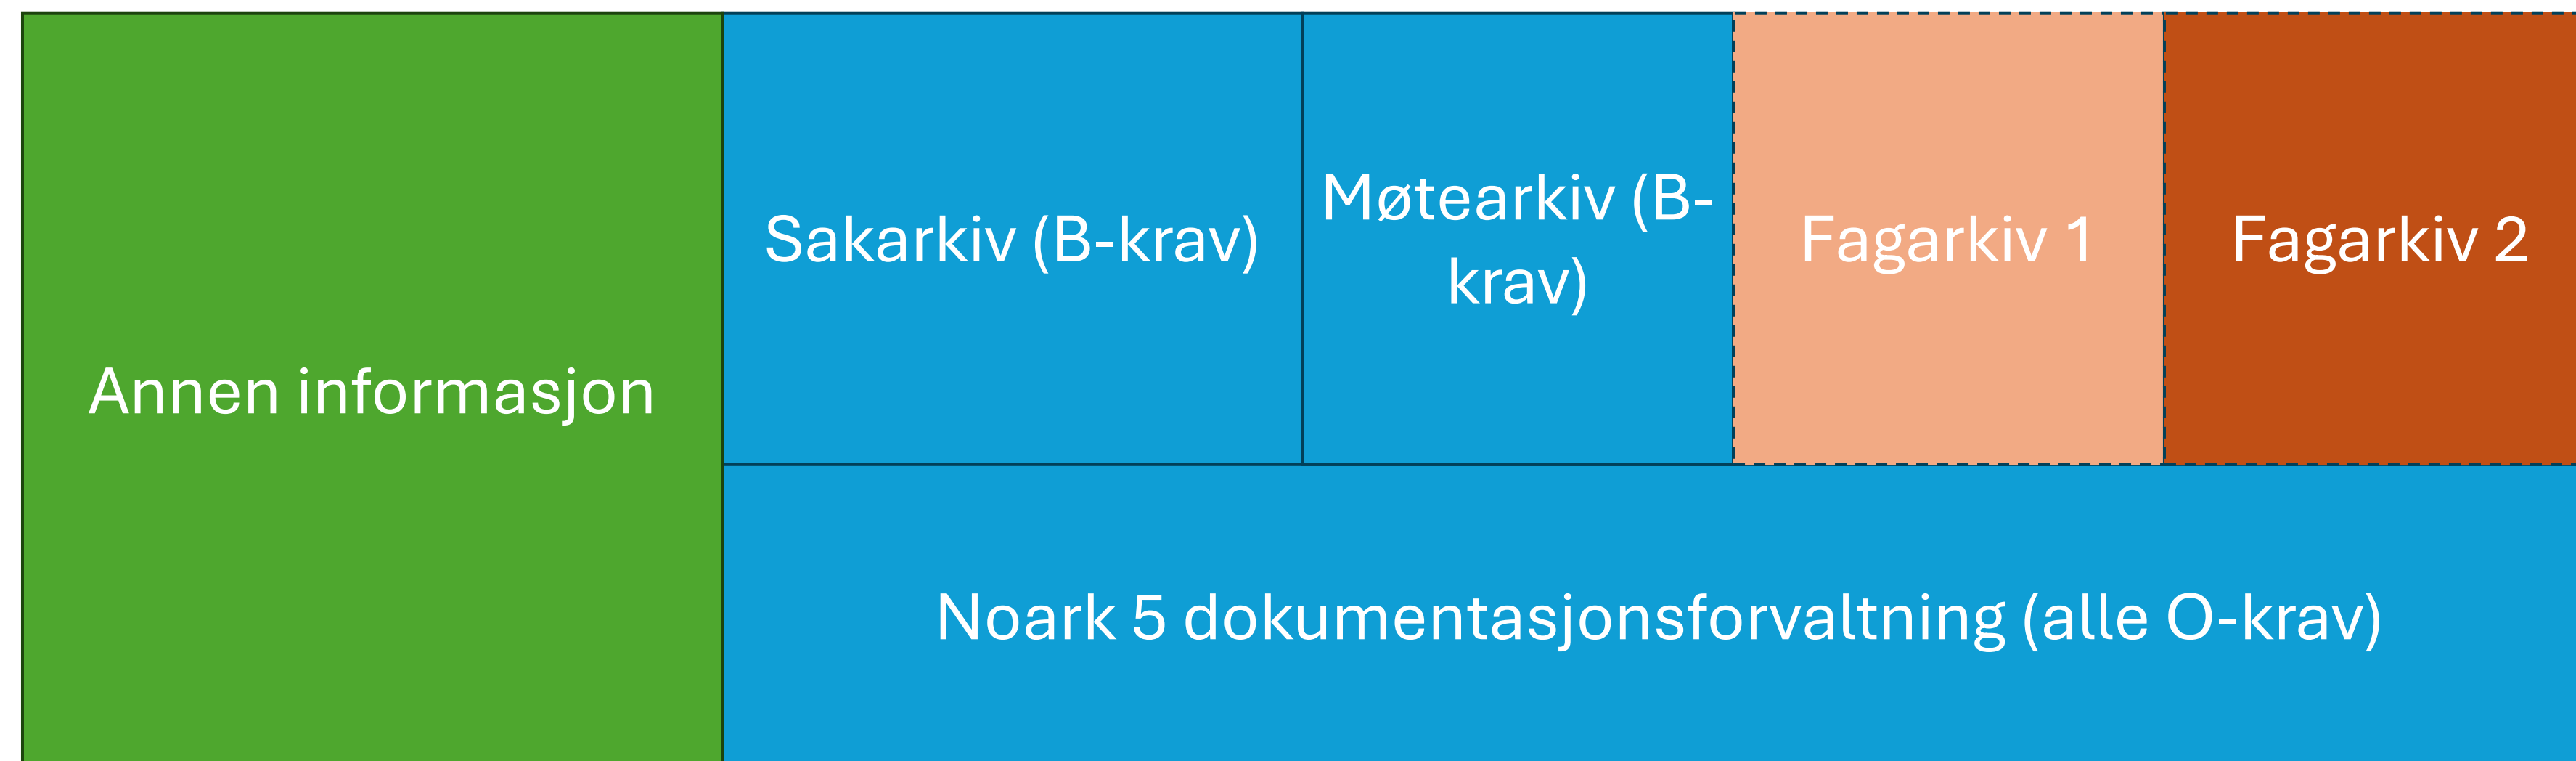 Annen informasjon
Sakarkiv (B-krav)
Møtearkiv (B-
krav)
Fagarkiv 1
Fagarkiv 2
Noark 5 dokumentasjonsforvaltning (alle O-krav)